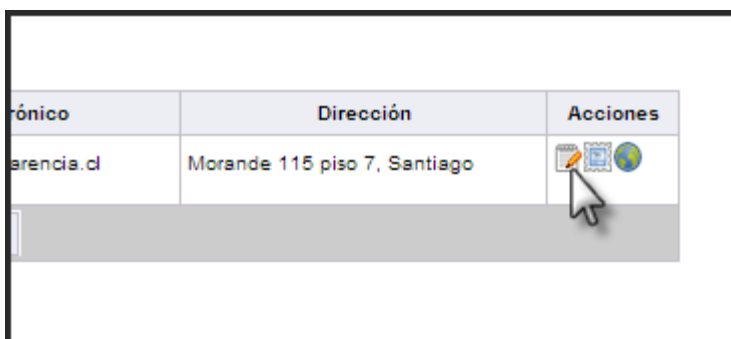 rónico Dirección Acciones
arencia.cl Morande 115 piso 7, Santiago